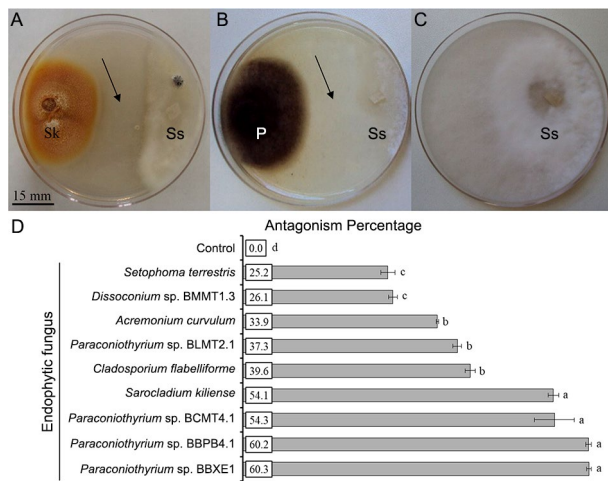 A
B
C
Sk
Ss
P
Ss
Ss
15 mm
D
Antagonism Percentage
Endophytic fungus
Control 0.0 d
Setophoma terrestris 25.2 c
Dissoconium sp. BMMT1.3 26.1 c
Acremonium curvulum 33.9 b
Paraconiothyrium sp. BLMT2.1 37.3 b
Cladosporium flabelliforme 39.6 b
Sarocladium kiliense 54.1 a
Paraconiothyrium sp. BCMT4.1 54.3 a
Paraconiothyrium sp. BBPB4.1 60.2 a
Paraconiothyrium sp. BBXE1 60.3 a